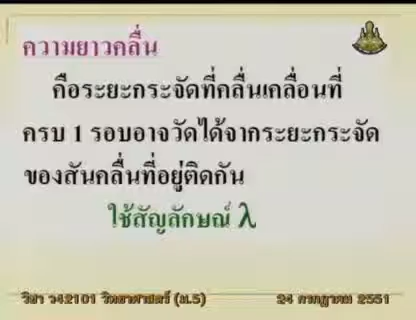 ความยาวคลื่น
คือระยะกระจัดที่คลื่นเคลื่อนที่
ครบ 1 รอบอาจวัดได้จากระยะกระจัด
ของสันคลื่นที่อยู่ติดกัน
ใช้สัญลักษณ์ λ
วิชา ว42101 วิทยาศาสตร์ (ม.5) 24 กรกฎาคม 2551